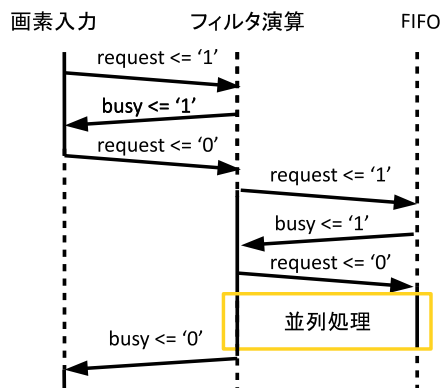 画素入力 フィルタ演算 FIFO
request <= ‘1’
busy <= ‘1’
request <= ‘0’
request <= ‘1’
busy <= ‘1’
request <= ‘0’
並列処理
busy <= ‘0’